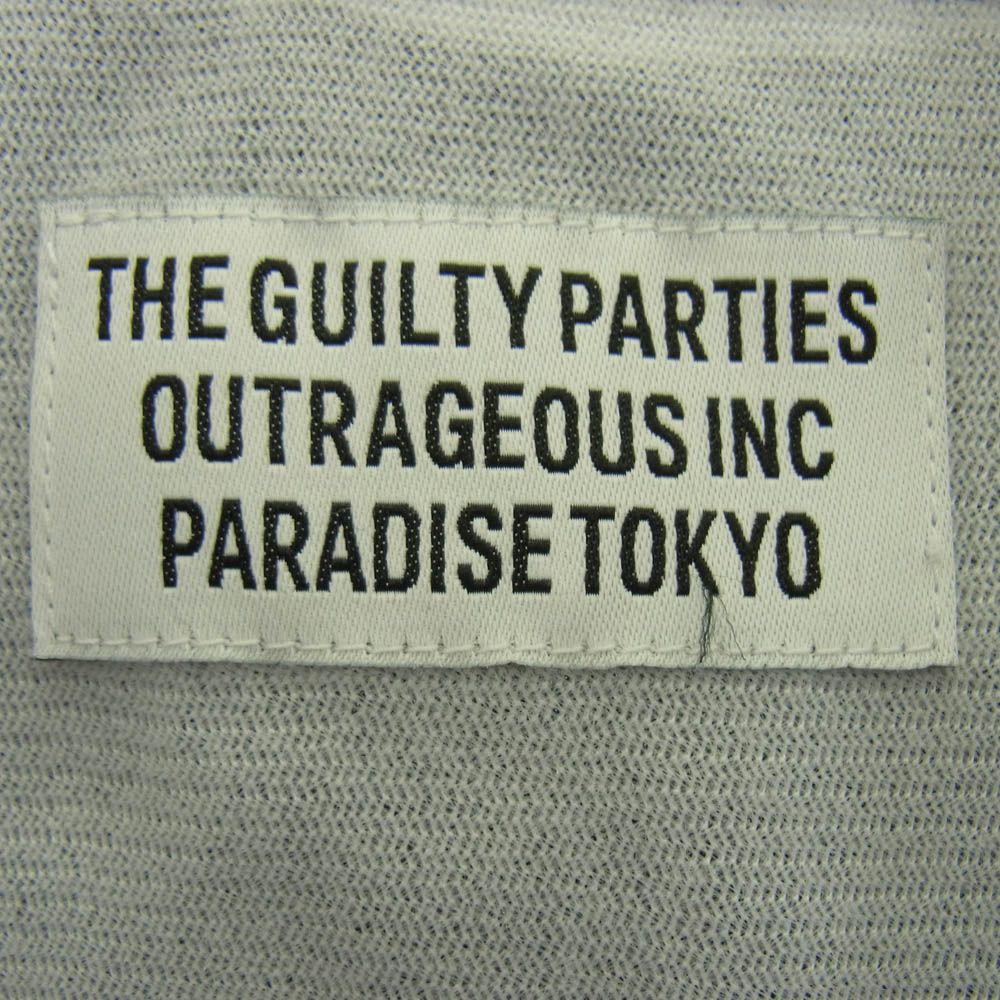 THE GUILTY PARTIES
OUTRAGEOUS INC
PARADISE TOKYO